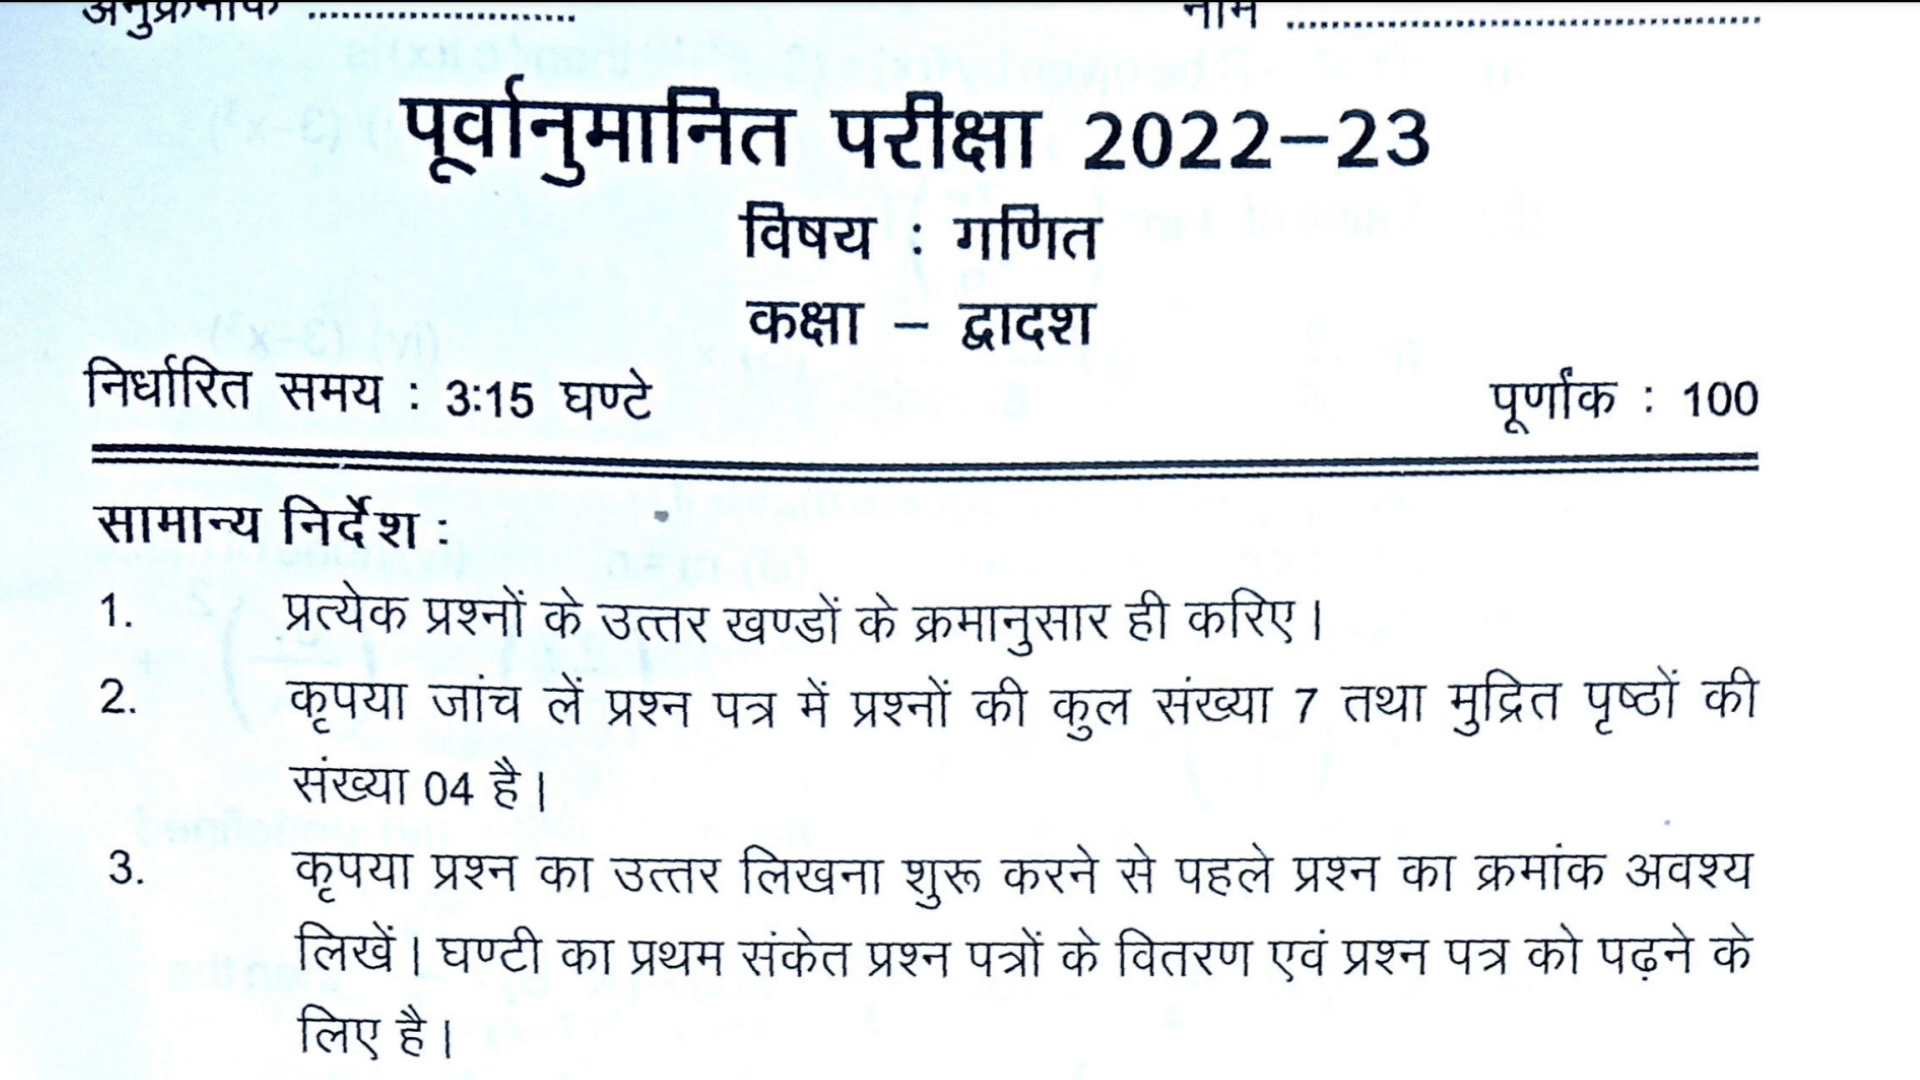 अनुक्रमांक ............................ नाम ................................................
पूर्वानुमानित परीक्षा 2022–23
विषय : गणित
कक्षा – द्वादश
निर्धारित समय : 3:15 घण्टे पूर्णांक : 100
सामान्य निर्देश :
1. प्रत्येक प्रश्नों के उत्तर खण्डों के क्रमानुसार ही करिए।
2. कृपया जांच लें प्रश्न पत्र में प्रश्नों की कुल संख्या 7 तथा मुद्रित पृष्ठों की
संख्या 04 है।
3. कृपया प्रश्न का उत्तर लिखना शुरू करने से पहले प्रश्न का क्रमांक अवश्य
लिखें। घण्टी का प्रथम संकेत प्रश्न पत्रों के वितरण एवं प्रश्न पत्र को पढ़ने के
लिए है।